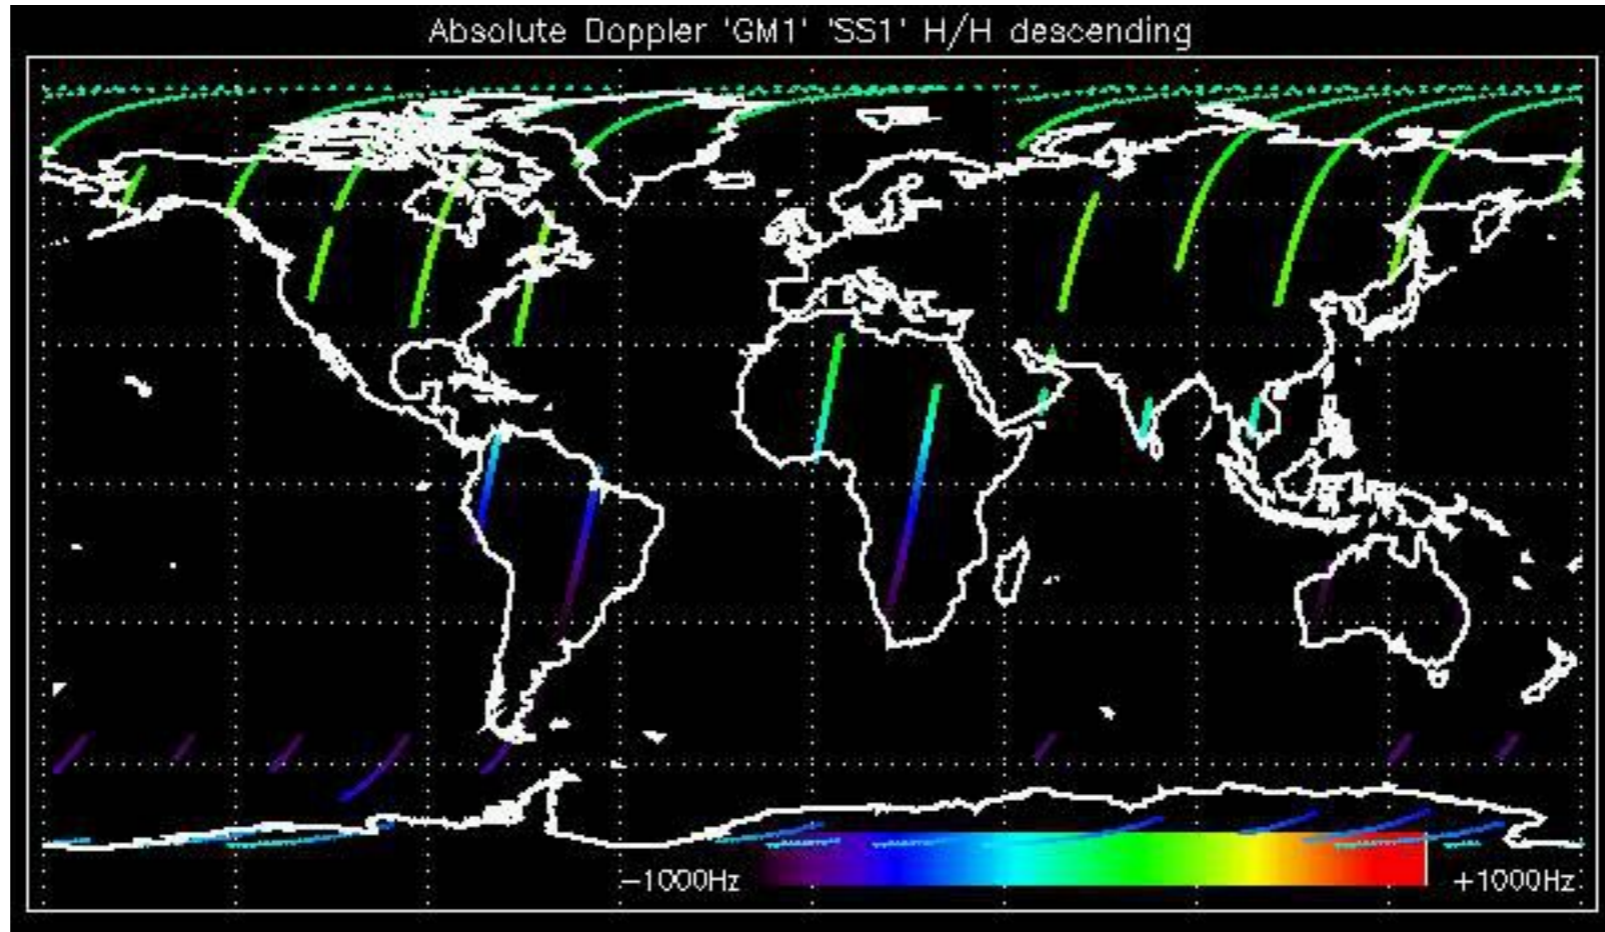 Absolute Doppler 'GM1' 'SS1' H/H descending
−1000Hz +1000Hz